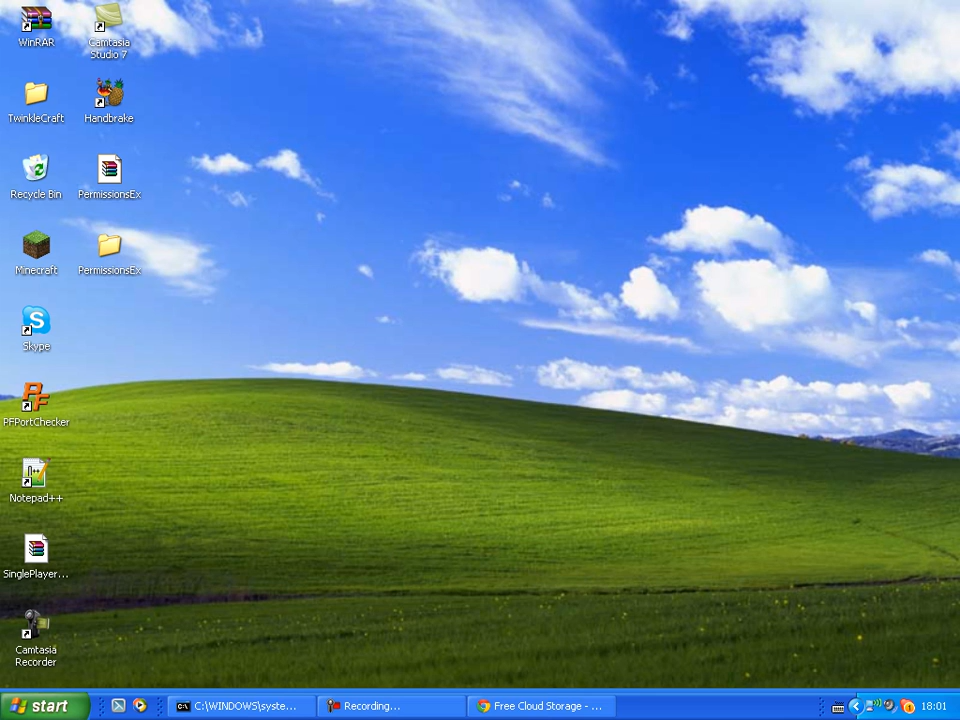 WinRAR
Camtasia
Studio 7
TwinkleCraft
Handbrake
Recycle Bin
PermissionsEx
Minecraft
PermissionsEx
Skype
PFPortChecker
Notepad++
SinglePlayer...
Camtasia
Recorder
start
C:\WINDOWS\syste...
Recording...
Free Cloud Storage - ...
18:01